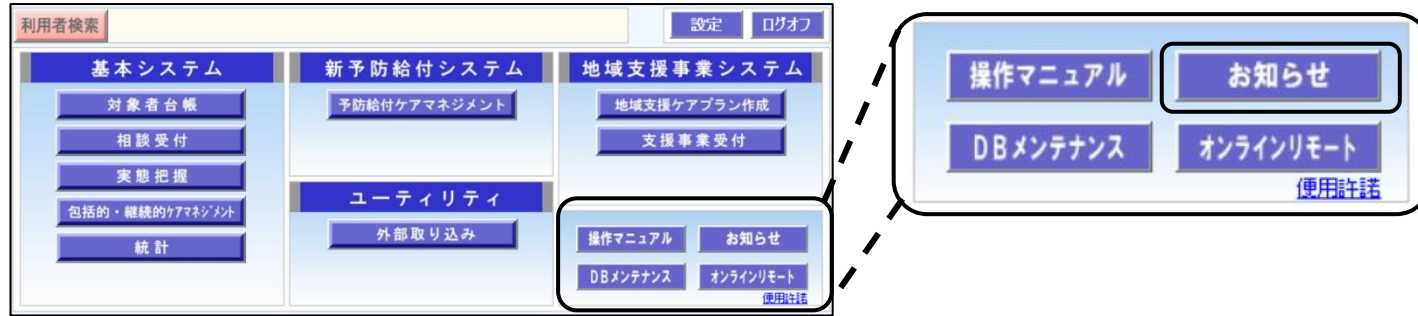 利用者検索
設定
ログオフ
基本システム
対象者台帳
相談受付
実態把握
包括的・継続的ケアマネジメント
統計
新予防給付システム
予防給付ケアマネジメント
ユーティリティ
外部取り込み
地域支援事業システム
地域支援ケアプラン作成
支援事業受付
操作マニュアル
お知らせ
DBメンテナンス
オンラインリモート
使用許諾
操作マニュアル
お知らせ
DBメンテナンス
オンラインリモート
使用許諾